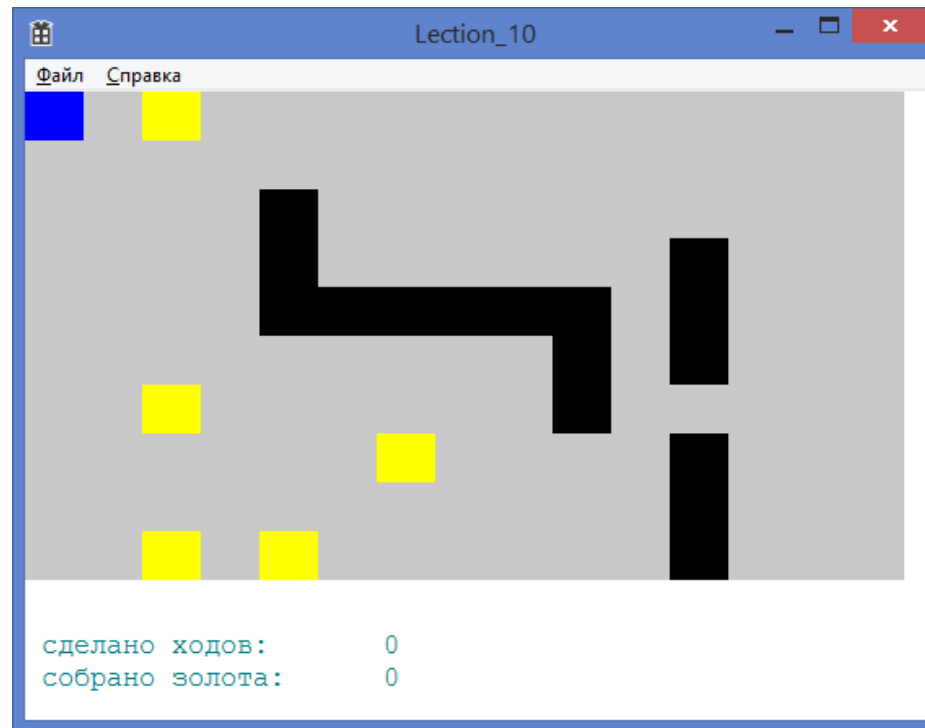 Lection_10
Файл Справка
сделано ходов: 0
собрано золота: 0